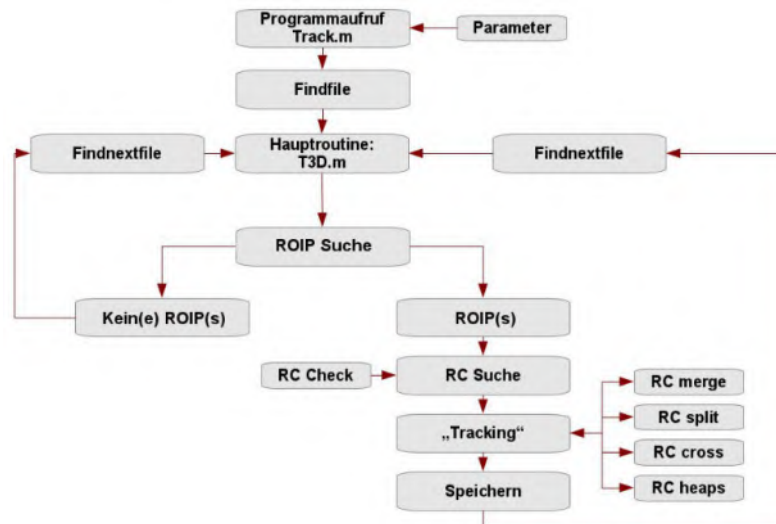 Programmaufruf
Track.m
Parameter
Findfile
Findnextfile
Hauptroutine:
T3D.m
Findnextfile
ROIP Suche
Kein(e) ROIP(s)
ROIP(s)
RC Check
RC Suche
RC merge
RC split
„Tracking“
RC cross
Speichern
RC heaps